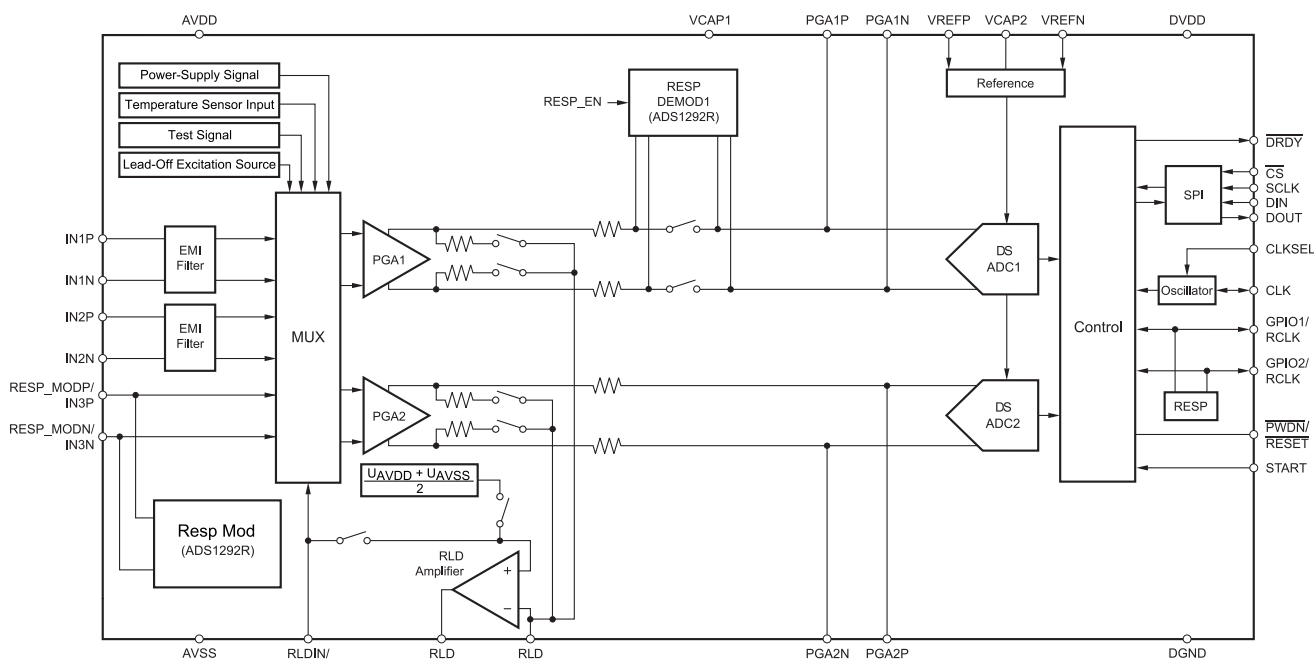 AVDD
VCAP1
PGA1P
PGA1N
VREFP
VCAP2
VREFN
DVDD
Power-Supply Signal
Temperature Sensor Input
Test Signal
Lead-Off Excitation Source
RESP_EN
RESP
DEMOD1
(ADS1292R)
Reference
DRDY
CS
SCLK
DIN
DOUT
SPI
CLKSEL
Oscillator
CLK
IN1P
IN1N
EMI
Filter
PGA1
DS
ADC1
IN2P
IN2N
EMI
Filter
MUX
Control
GPIO1/
RCLK
GPIO2/
RCLK
RESP
RESP_MODP/
IN3P
RESP_MODN/
IN3N
PGA2
DS
ADC2
PWDN/
RESET
START
UAVDD + UAVSS
2
Resp Mod
(ADS1292R)
RLD
Amplifier
+
−
AVSS
RLDIN/
RLD
RLD
PGA2N
PGA2P
DGND